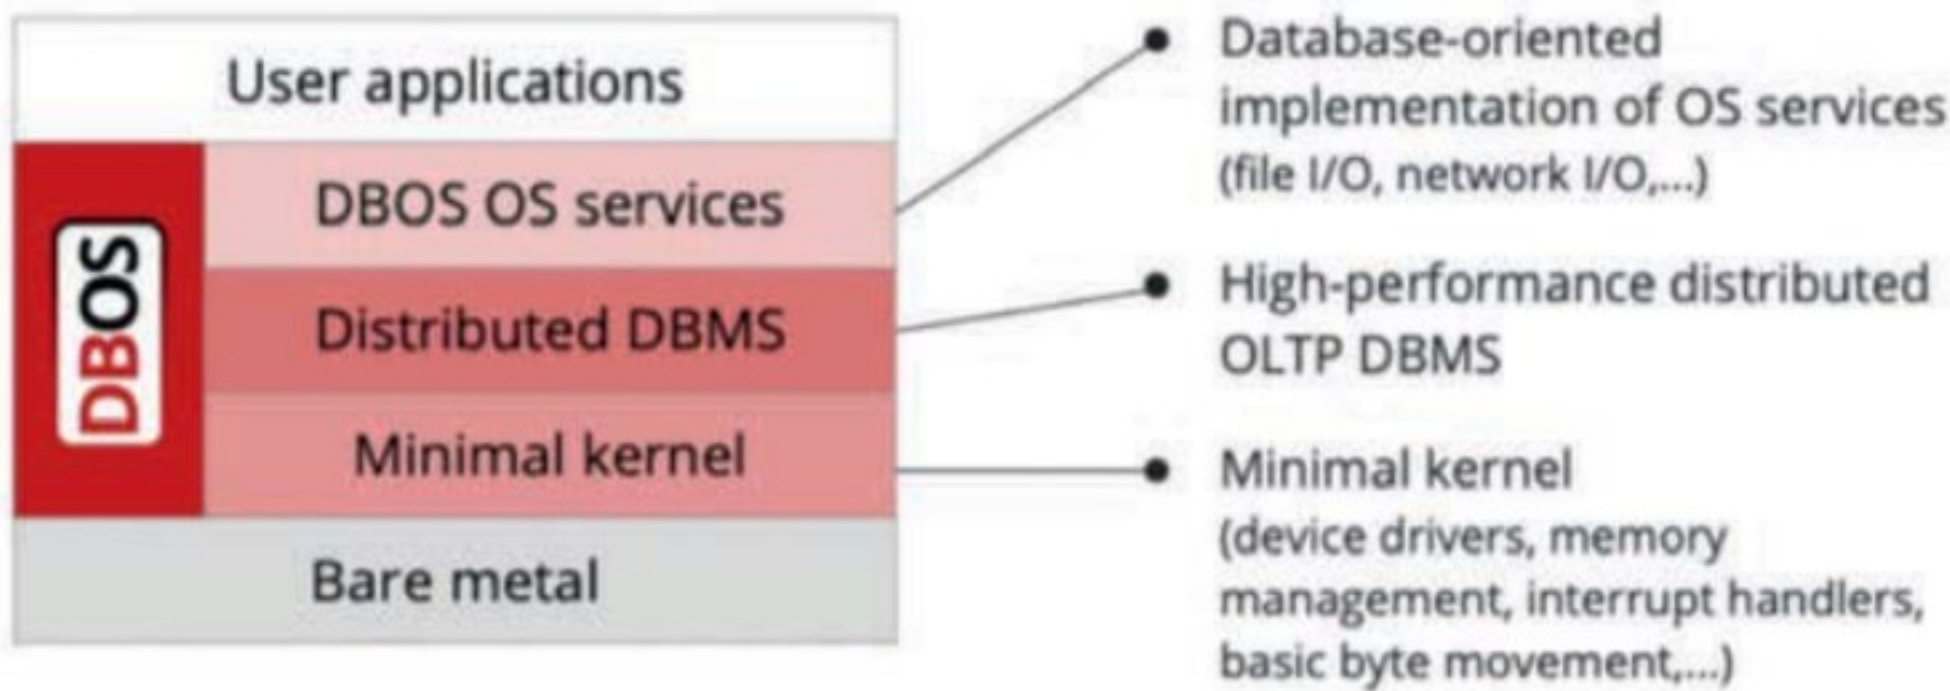 User applications
DBOS
DBOS OS services
Distributed DBMS
Minimal kernel
Bare metal
Database-oriented
implementation of OS services
(file I/O, network I/O,...)
High-performance distributed
OLTP DBMS
Minimal kernel
(device drivers, memory
management, interrupt handlers,
basic byte movement,...)